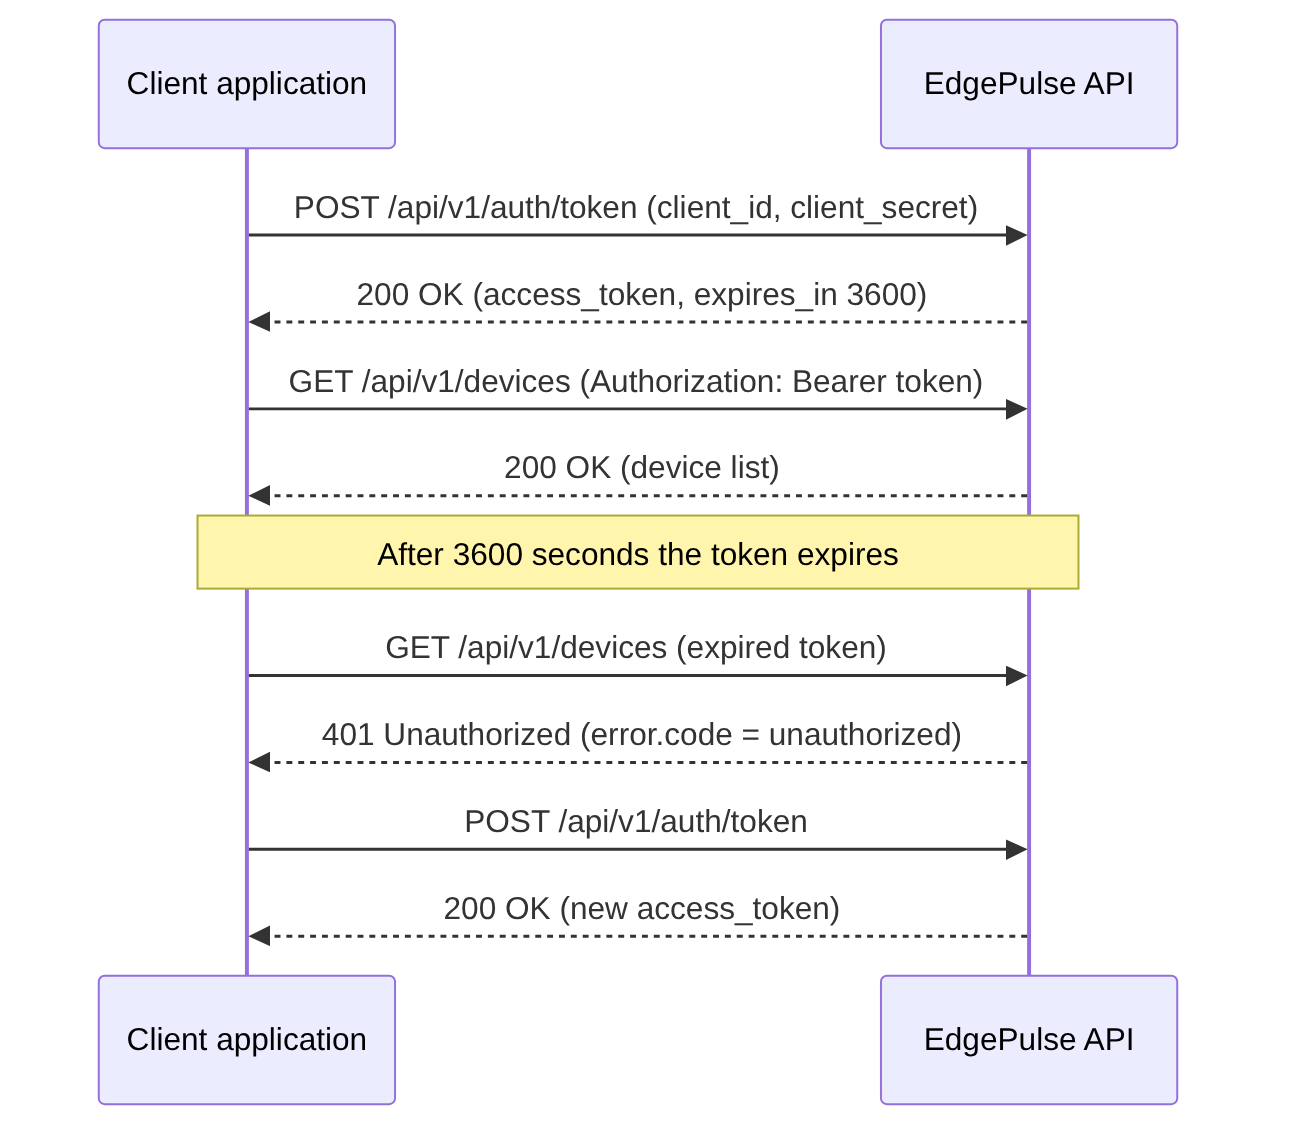 Client application
EdgePulse API
POST /api/v1/auth/token (client_id, client_secret)
200 OK (access_token, expires_in 3600)
GET /api/v1/devices (Authorization: Bearer token)
200 OK (device list)
After 3600 seconds the token expires
GET /api/v1/devices (expired token)
401 Unauthorized (error.code = unauthorized)
POST /api/v1/auth/token
200 OK (new access_token)
Client application
EdgePulse API